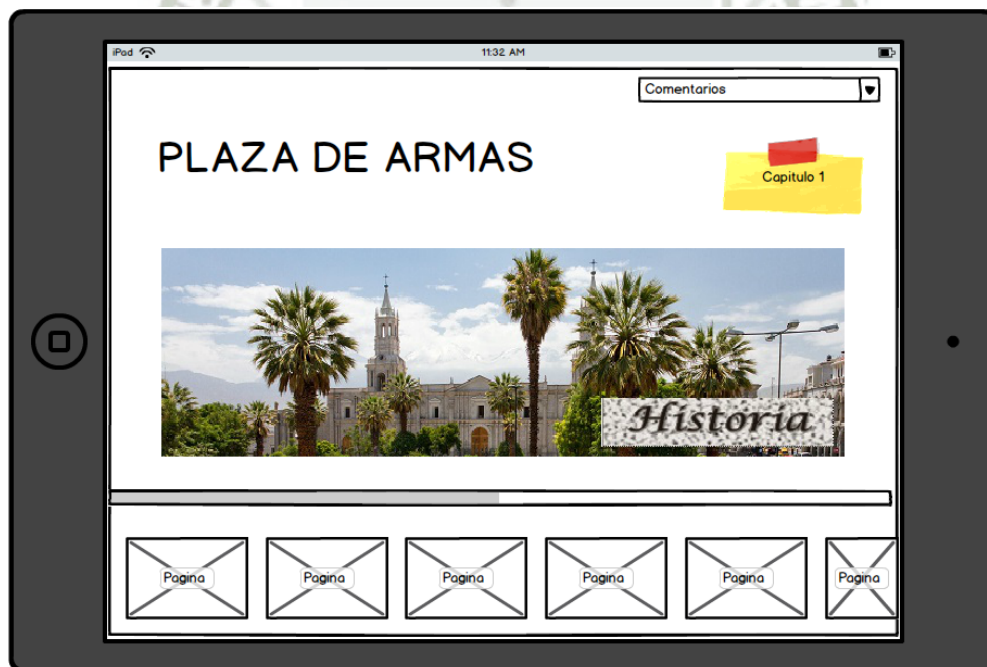 iPad
11:32 AM
Comentarios
PLAZA DE ARMAS
Capitulo 1
Historia
Pagina
Pagina
Pagina
Pagina
Pagina
Pagina